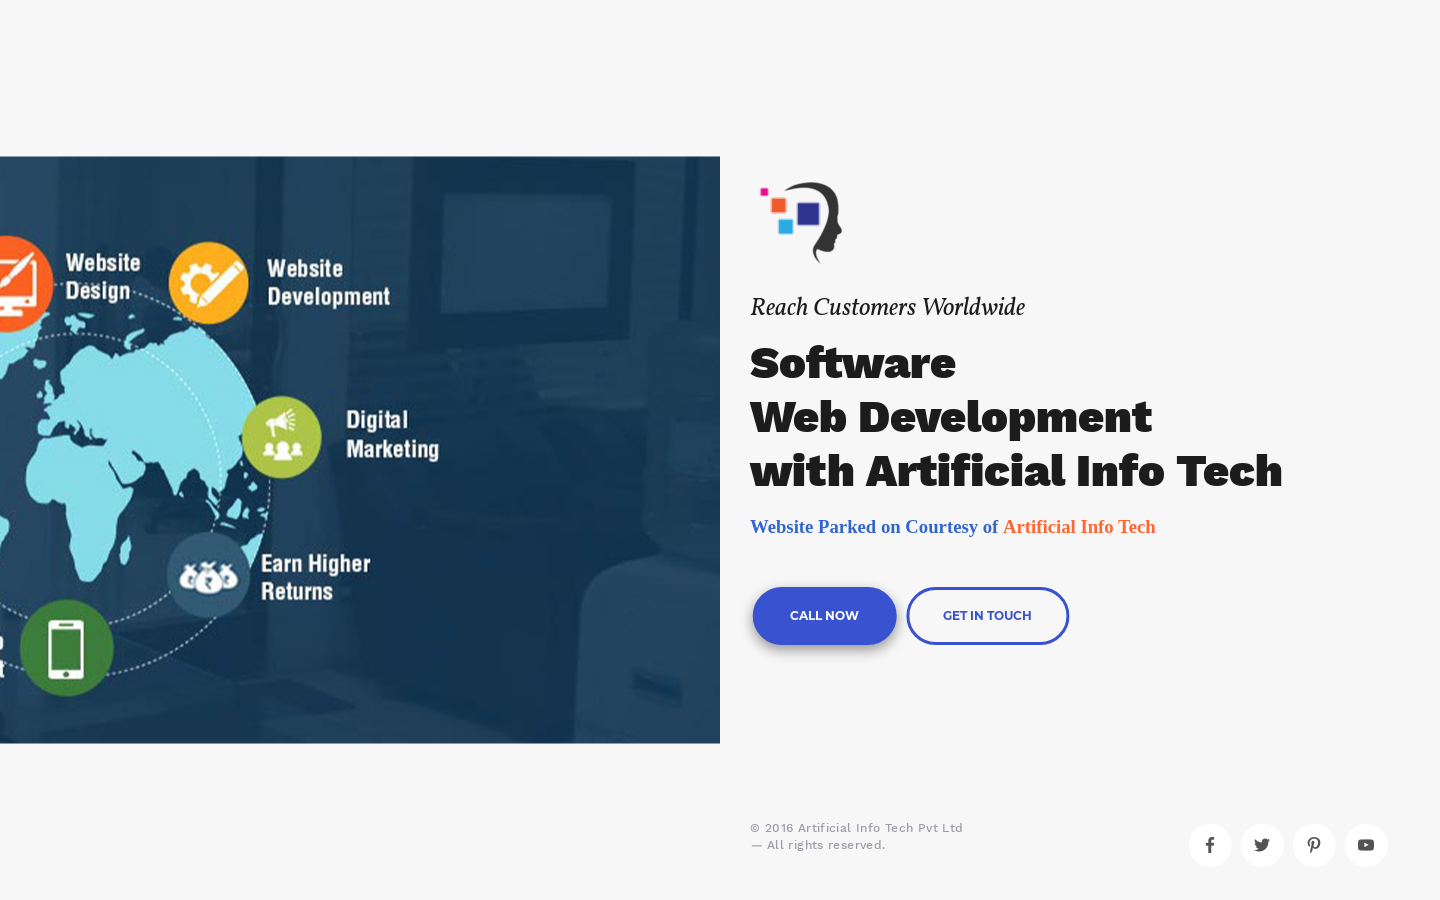 Website
Design
Website
Development
Digital
Marketing
Earn Higher
Returns
Reach Customers Worldwide
Software
Web Development
with Artificial Info Tech
Website Parked on Courtesy of Artificial Info Tech
CALL NOW
GET IN TOUCH
© 2016 Artificial Info Tech Pvt Ltd
— All rights reserved.